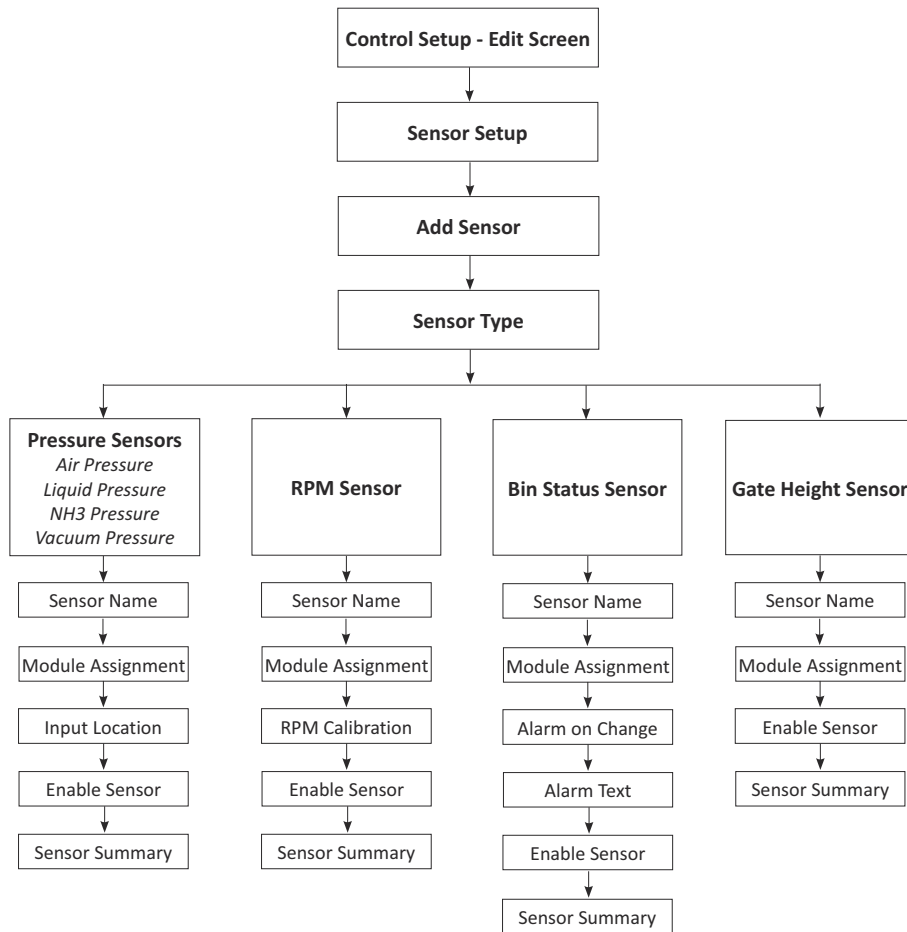 Control Setup - Edit Screen
Sensor Setup
Add Sensor
Sensor Type
Pressure Sensors
Air Pressure
Liquid Pressure
NH3 Pressure
Vacuum Pressure
Sensor Name
Module Assignment
Input Location
Enable Sensor
Sensor Summary
RPM Sensor
Sensor Name
Module Assignment
RPM Calibration
Enable Sensor
Sensor Summary
Bin Status Sensor
Sensor Name
Module Assignment
Alarm on Change
Alarm Text
Enable Sensor
Sensor Summary
Gate Height Sensor
Sensor Name
Module Assignment
Enable Sensor
Sensor Summary